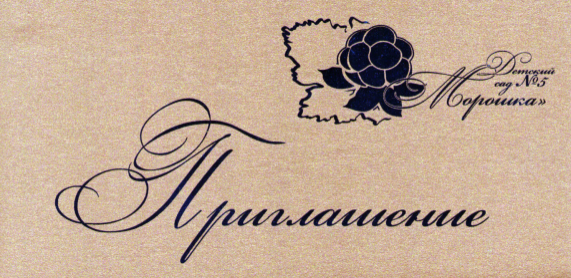 Детский
сад №5
«Морошка»
Приглашение